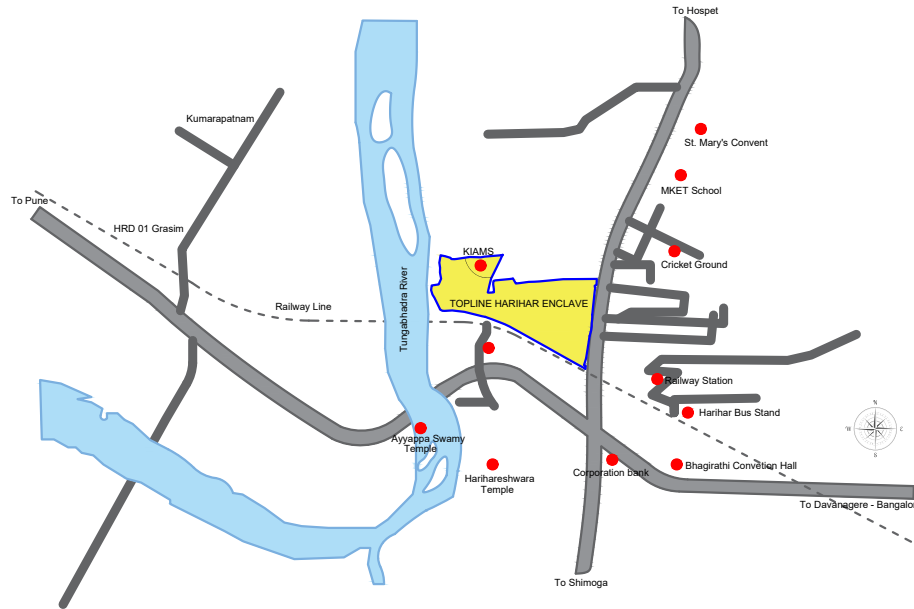 To Hospet
Kumarapatnam
St. Mary's Convent
MKET School
To Pune
HRD 01 Grasim
KIAMS
Cricket Ground
Tungabhadra River
Railway Line
TOPLINE HARIHAR ENCLAVE
Railway Station
Harihar Bus Stand
N
W
E
S
Ayyappa Swamy
Temple
Harihareshwara
Temple
Corporation bank
Bhagirathi Convetion Hall
To Davanagere - Bangalor
To Shimoga